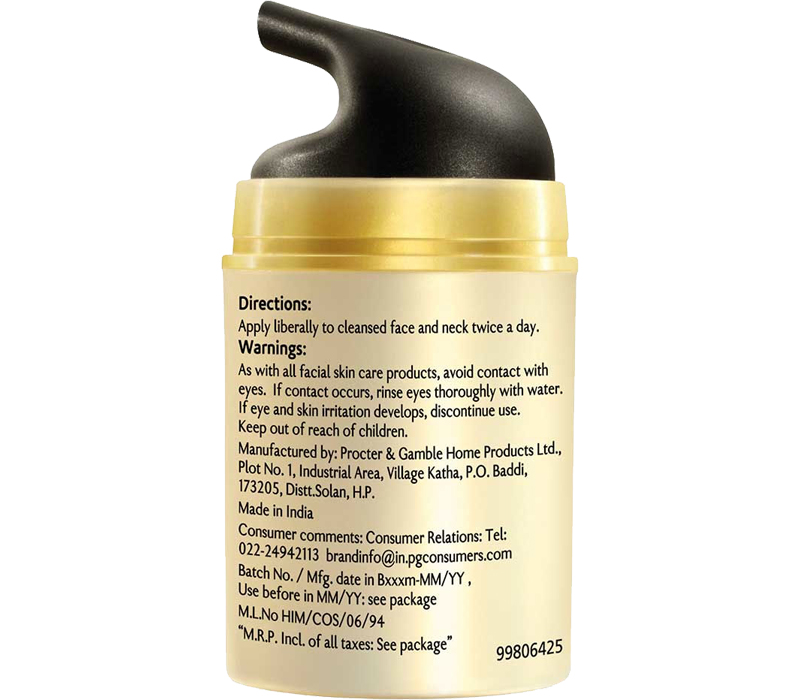 Directions:
Apply liberally to cleansed face and neck twice a day.
Warnings:
As with all facial skin care products, avoid contact with
eyes. If contact occurs, rinse eyes thoroughly with water.
If eye and skin irritation develops, discontinue use.
Keep out of reach of children.
Manufactured by: Procter & Gamble Home Products Ltd.,
Plot No. 1, Industrial Area, Village Katha, P.O. Baddi,
173205, Distt.Solan, H.P.
Made in India
Consumer comments: Consumer Relations: Tel:
022-24942113 brandinfo@in.pgconsumers.com
Batch No. / Mfg. date in Bxxxm-MM/YY ,
Use before in MM/YY: see package
M.L.No HIM/COS/06/94
“M.R.P. Incl. of all taxes: See package”
99806425